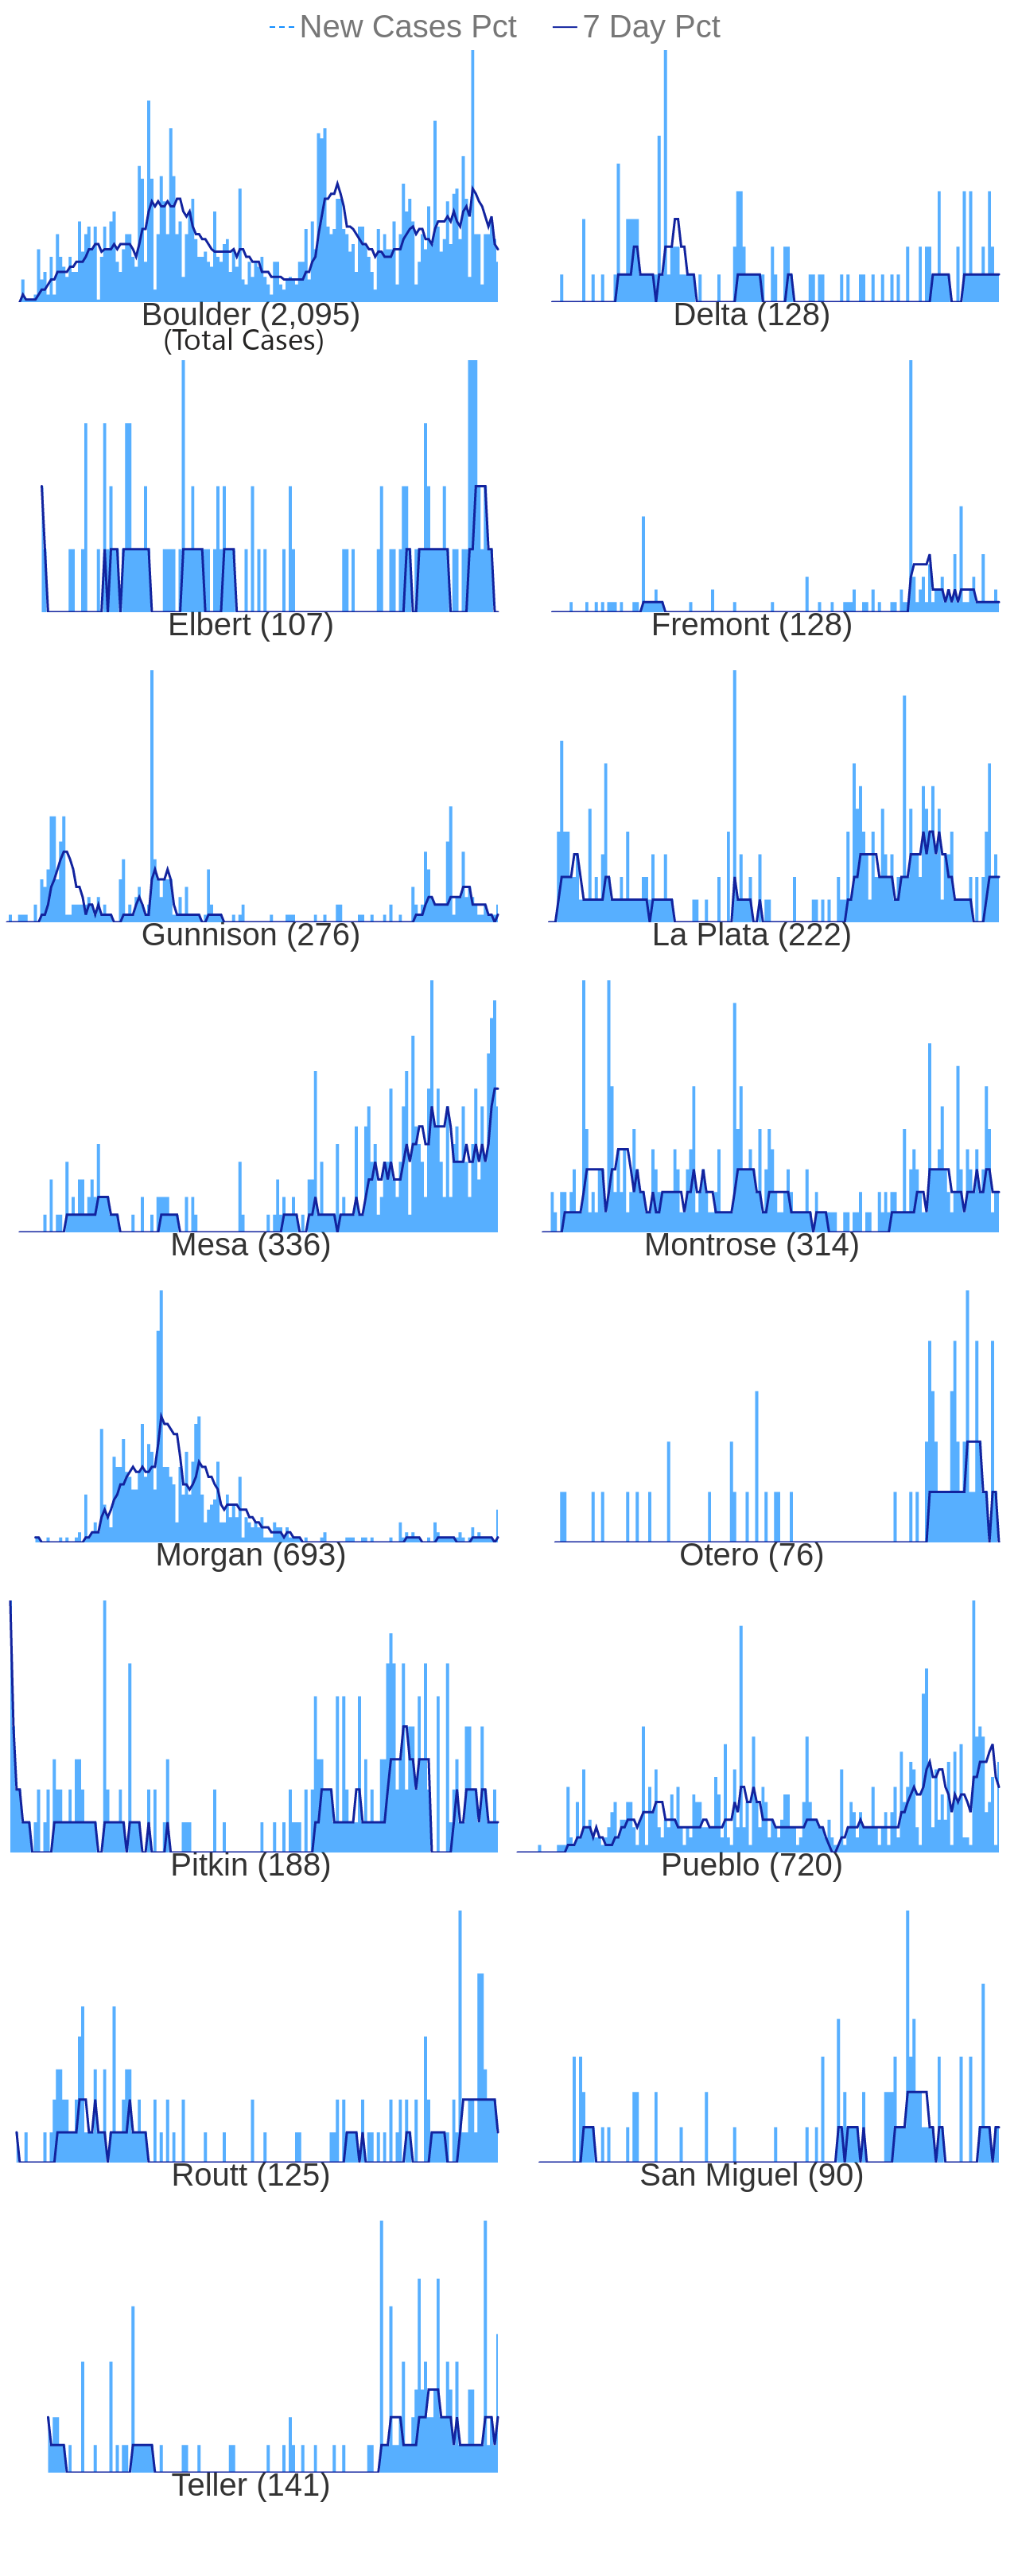 New Cases Pct 7 Day Pct
Boulder (2,095) Delta (128)
(Total Cases)
Elbert (107) Fremont (128)
Gunnison (276) La Plata (222)
Mesa (336) Montrose (314)
Morgan (693) Otero (76)
Pitkin (188) Pueblo (720)
Routt (125) San Miguel (90)
Teller (141)